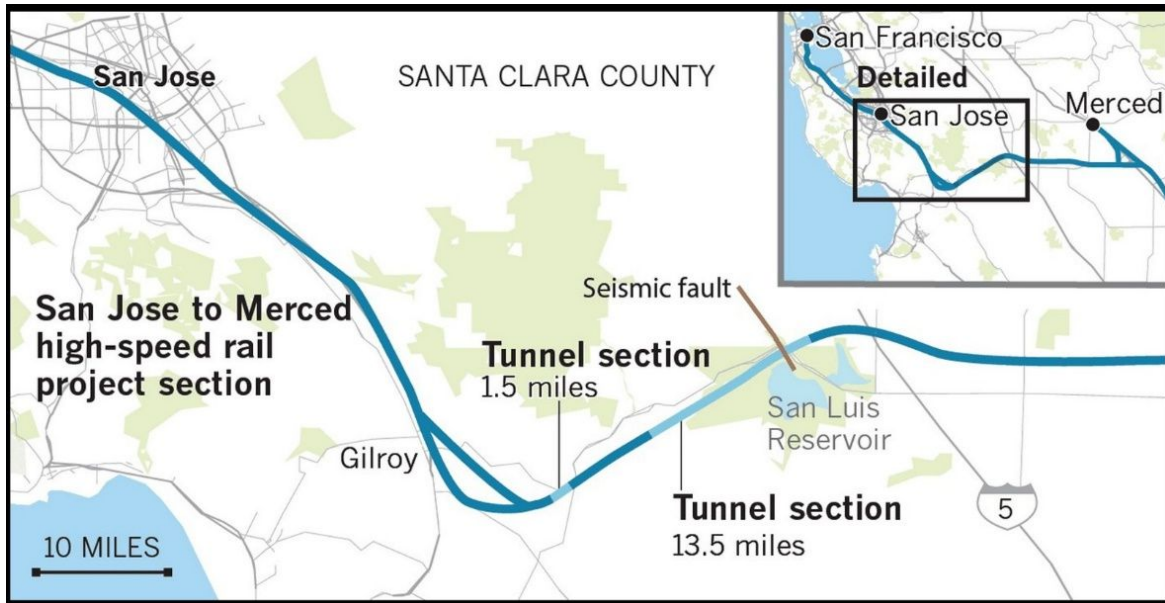 San Jose
SANTA CLARA COUNTY
San Francisco
Detailed
San Jose
Merced
San Jose to Merced
high-speed rail
project section
Seismic fault
Tunnel section
1.5 miles
San Luis
Reservoir
Gilroy
Tunnel section
13.5 miles
5
10 MILES